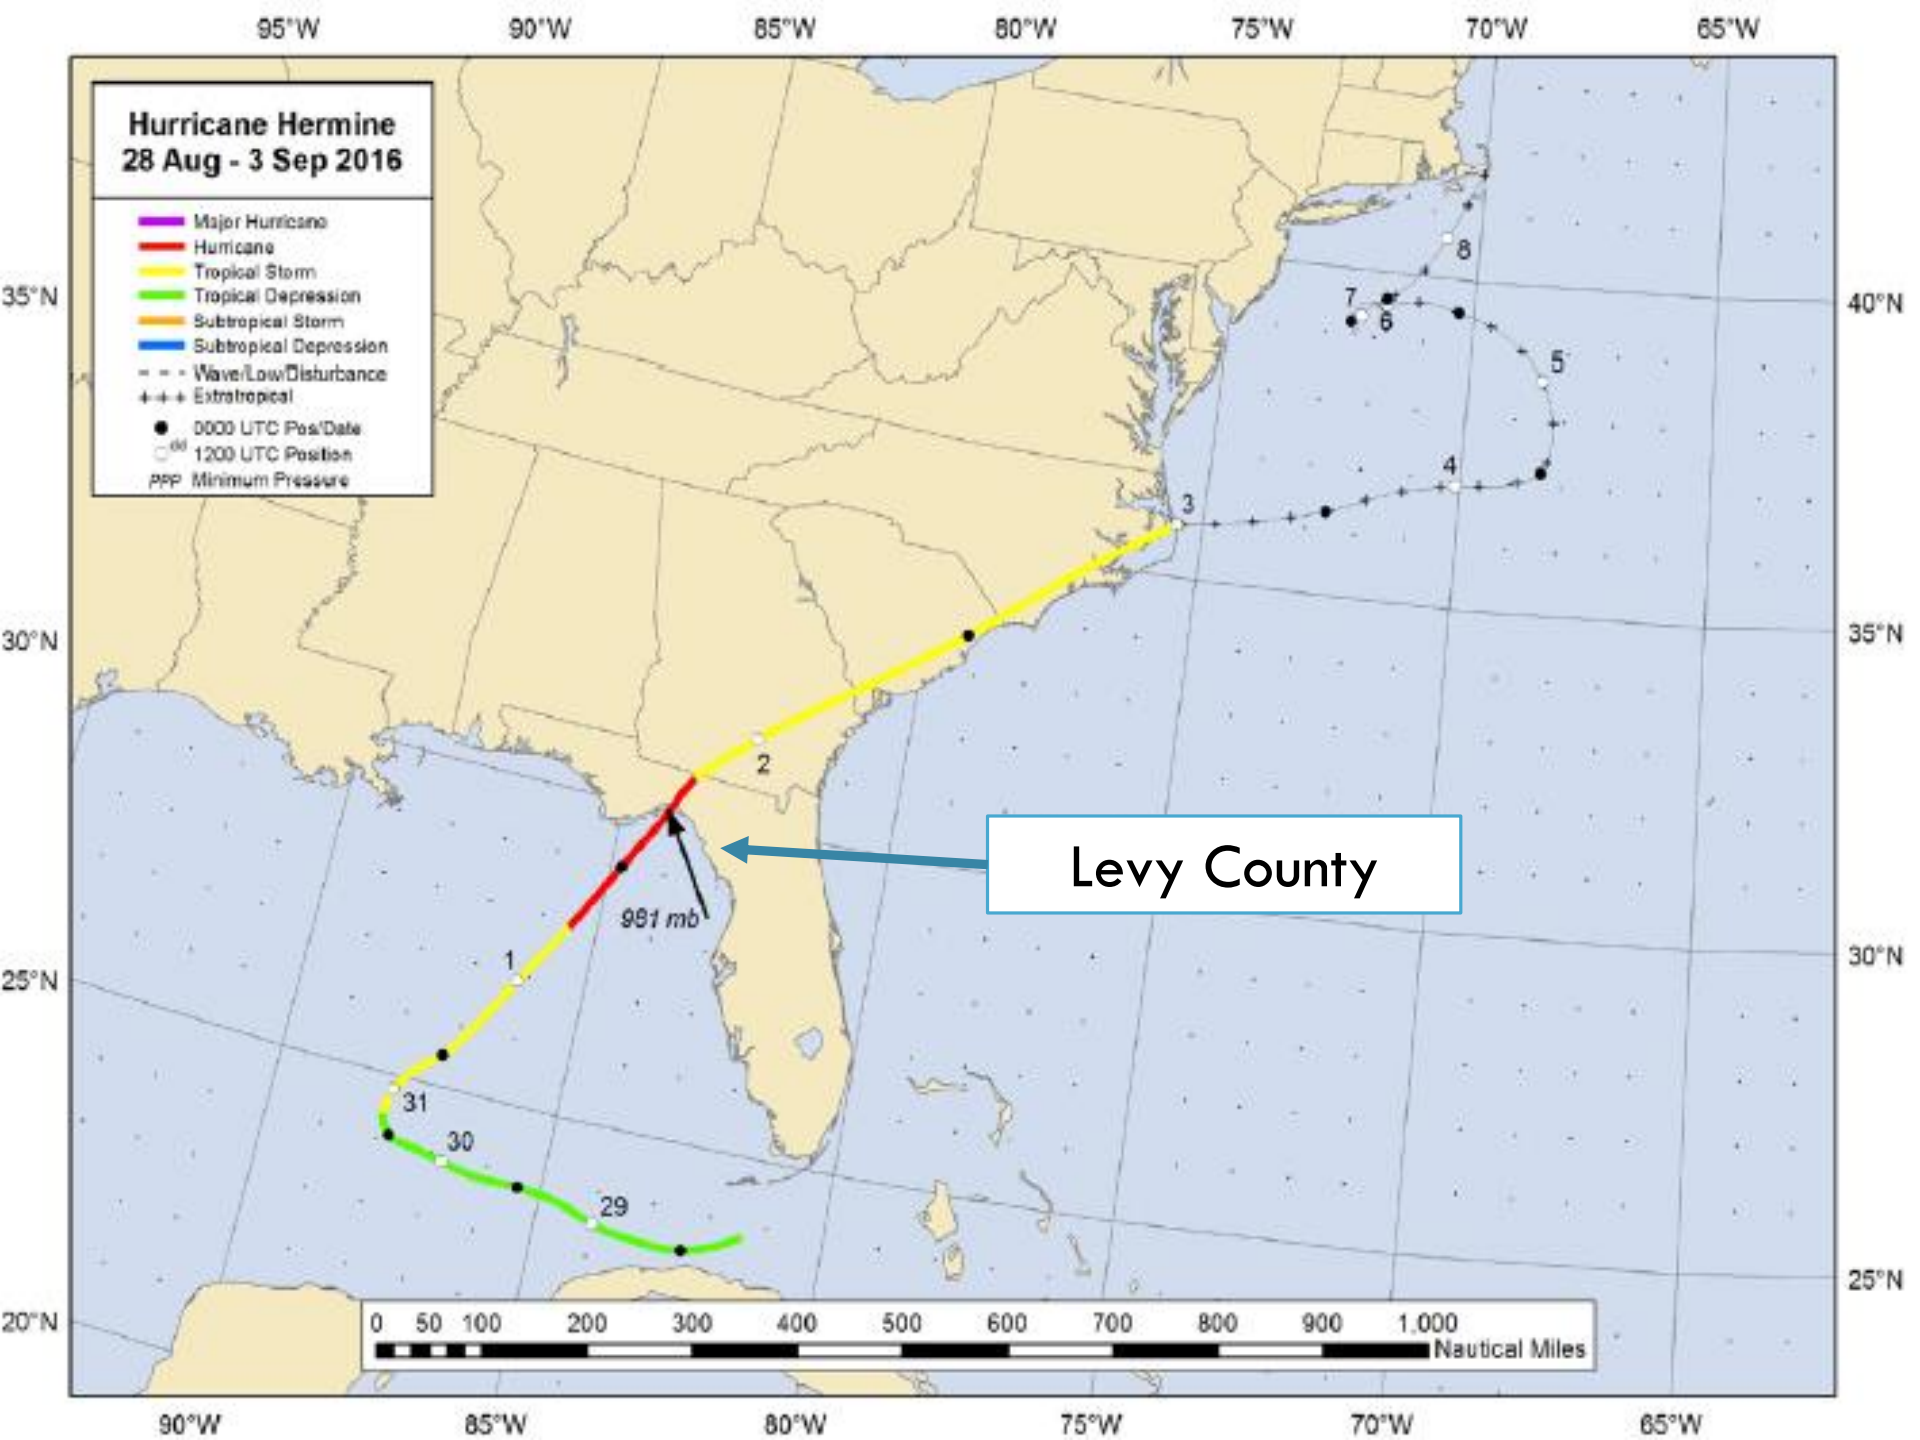 95°W 90°W 85°W 80°W 75°W 70°W 65°W
Hurricane Hermine
28 Aug - 3 Sep 2016
Major Hurricane
Hurricane
Tropical Storm
Tropical Depression
Subtropical Storm
Subtropical Depression
Wave/Low/Disturbance
Extratropical
0000 UTC Pos/Date
dd
1200 UTC Position
PPP Minimum Pressure
8
7
6
35°N
40°N
5
4
3
30°N
35°N
2
Levy County
981 mb
1
25°N
30°N
31
30
29
25°N
20°N
0 50 100 200 300 400 500 600 700 800 900 1,000
Nautical Miles
90°W 85°W 80°W 75°W 70°W 65°W